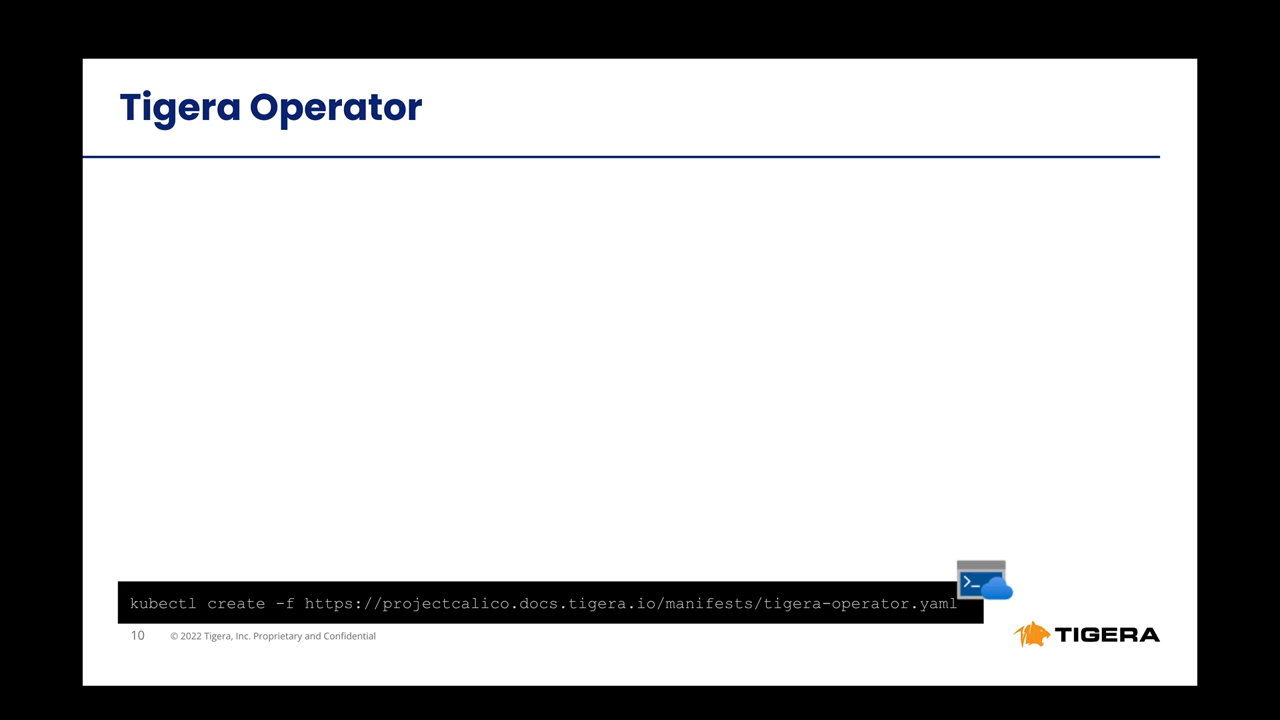 Tigera Operator
kubectl create -f https://projectcalico.docs.tigera.io/manifests/tigera-operator.yaml
>_
10
© 2022 Tigera, Inc. Proprietary and Confidential
TIGERA